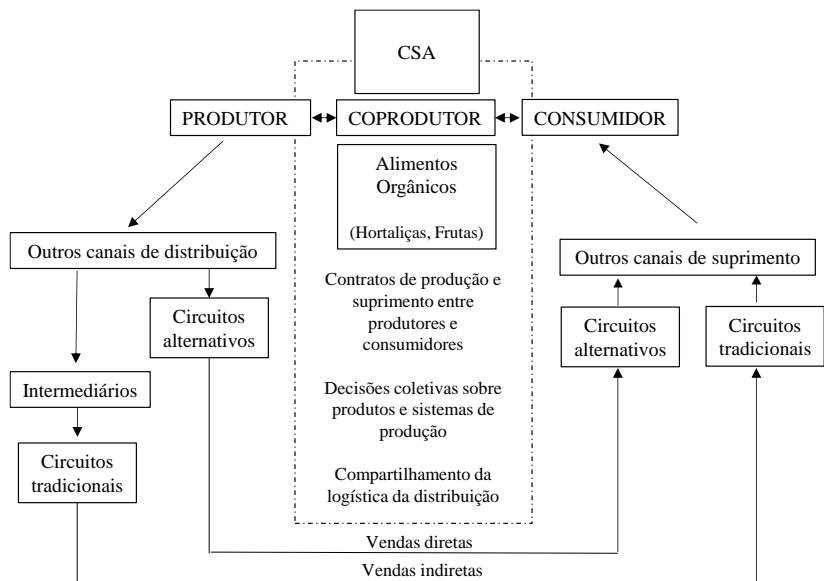 CSA
PRODUTOR
COPRODUTOR
CONSUMIDOR
Alimentos
Orgânicos
(Hortaliças, Frutas)
Outros canais de distribuição
Outros canais de suprimento
Contratos de produção e
suprimento entre
produtores e
consumidores
Circuitos
alternativos
Circuitos
alternativos
Circuitos
tradicionais
Intermediários
Decisões coletivas sobre
produtos e sistemas de
produção
Circuitos
tradicionais
Compartilhamento da
logística da distribuição
Vendas diretas
Vendas indiretas